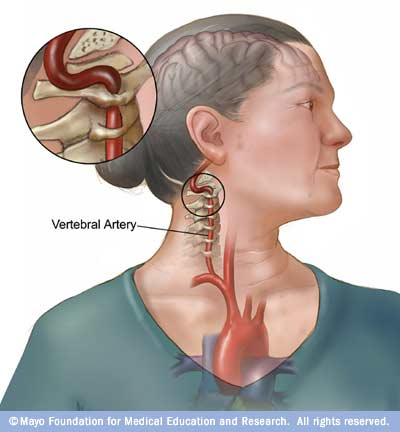 Vertebral Artery
© Mayo Foundation for Medical Education and Research. All rights reserved.